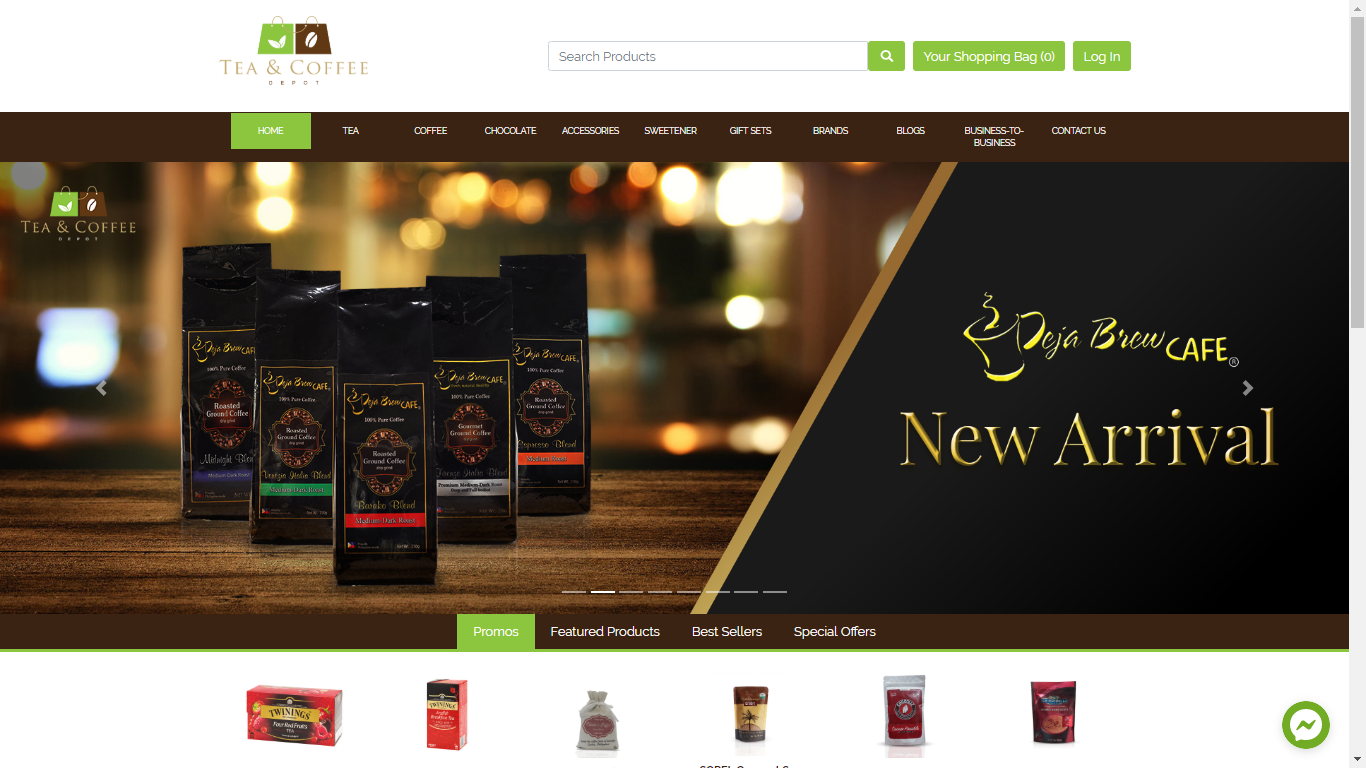 TEA & COFFEE
DEPOT
Search Products
Your Shopping Bag (0)
Log In
HOME
TEA
COFFEE
CHOCOLATE
ACCESSORIES
SWEETENER
GIFT SETS
BRANDS
BLOGS
BUSINESS-TO-
BUSINESS
CONTACT US
TEA & COFFEE
DEPOT
Deja Brew CAFE
100% Pure Coffee
Roasted
Ground Coffee
Midnight Blend
Medium Dark Roast
Deja Brew CAFE
100% Pure Coffee
Roasted
Ground Coffee
Venezia Italia Blend
Medium-Dark Roast
Deja Brew CAFE®
100% Pure Coffee
Roasted
Ground Coffee
Barako Blend
Medium-Dark Roast
Deja Brew CAFE
Gourmet
Ground Coffee
Firenze Italia Blend
Premium Medium-Dark Roast
Deja Brew CAFE
100% Pure Coffee
Roasted
Ground Coffee
Espresso Blend
Medium Roast
Deja Brew CAFE®
New Arrival
Promos
Featured Products
Best Sellers
Special Offers
TWININGS
Four Red Fruits
TEA
TWININGS
English
Breakfast Tea